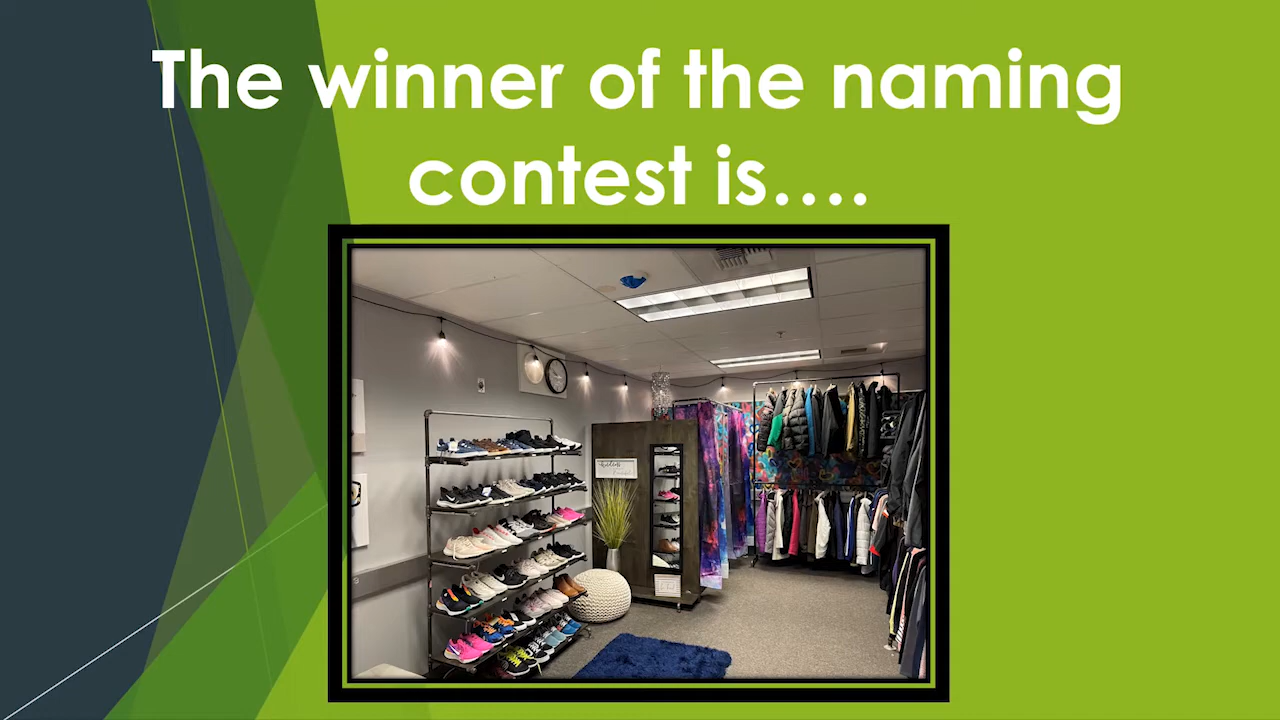 The winner of the naming
contest is....